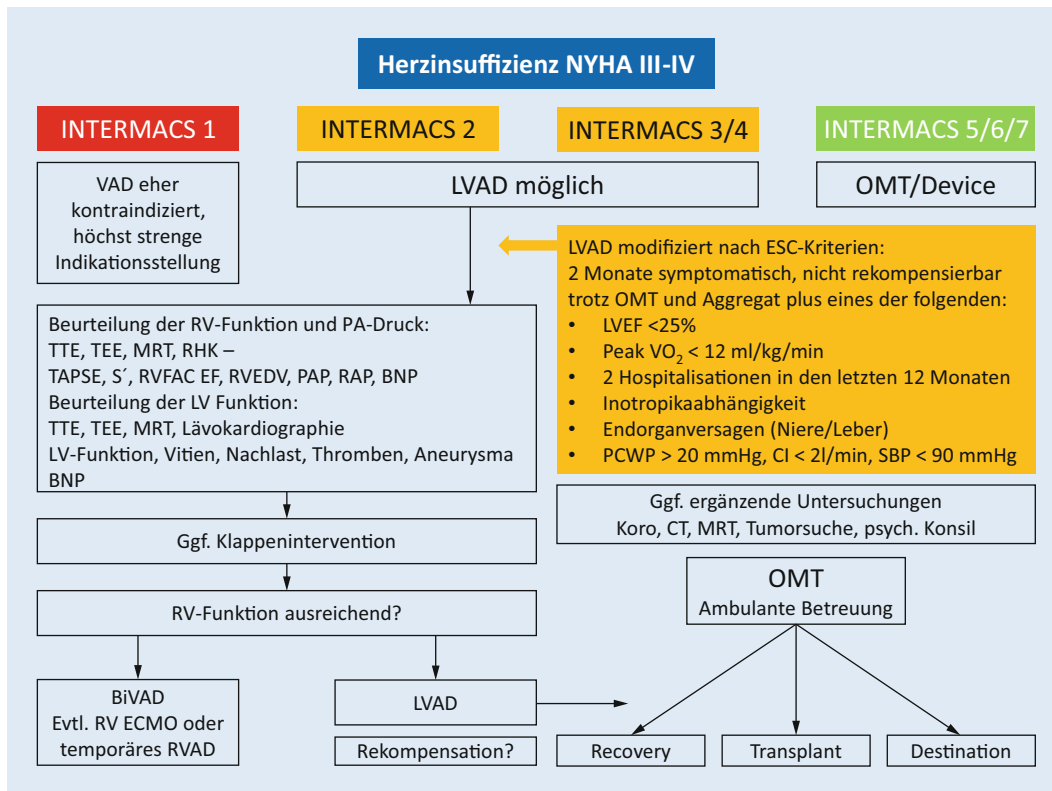 Herzinsuffizienz NYHA III-IV
INTERMACS 1
INTERMACS 2
INTERMACS 3/4
INTERMACS 5/6/7
VAD eher
kontraindiziert,
höchst strenge
Indikationsstellung
LVAD möglich
OMT/Device
LVAD modifiziert nach ESC-Kriterien:
2 Monate symptomatisch, nicht rekompensierbar
trotz OMT und Aggregat plus eines der folgenden:
• LVEF <25%
• Peak VO₂ < 12 ml/kg/min
• 2 Hospitalisationen in den letzten 12 Monaten
• Inotropikaabhängigkeit
• Endorganversagen (Niere/Leber)
• PCWP > 20 mmHg, CI < 2l/min, SBP < 90 mmHg
Beurteilung der RV-Funktion und PA-Druck:
TTE, TEE, MRT, RHK –
TAPSE, S´, RVFAC EF, RVEDV, PAP, RAP, BNP
Beurteilung der LV Funktion:
TTE, TEE, MRT, Lävokardiographie
LV-Funktion, Vitien, Nachlast, Thromben, Aneurysma
BNP
Ggf. ergänzende Untersuchungen
Koro, CT, MRT, Tumorsuche, psych. Konsil
Ggf. Klappenintervention
RV-Funktion ausreichend?
OMT
Ambulante Betreuung
BiVAD
Evtl. RV ECMO oder
temporäres RVAD
LVAD
Rekompensation?
Recovery
Transplant
Destination